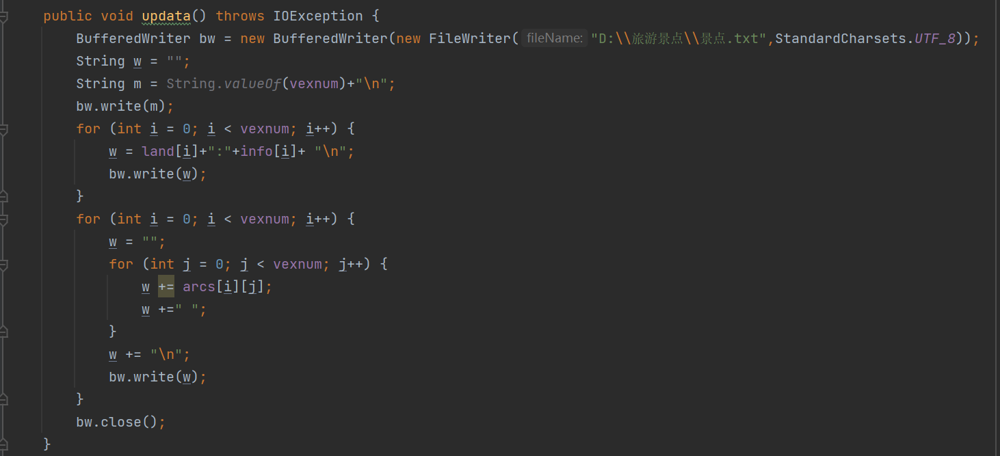 public void updata() throws IOException {
BufferedWriter bw = new BufferedWriter(new FileWriter( fileName: "D:\\旅游景点\\景点.txt",StandardCharsets.UTF_8));
String w = "";
String m = String.valueOf(vexnum)+"\n";
bw.write(m);
for (int i = 0; i < vexnum; i++) {
w = land[i]+":"+info[i]+ "\n";
bw.write(w);
}
for (int i = 0; i < vexnum; i++) {
w = "";
for (int j = 0; j < vexnum; j++) {
w += arcs[i][j];
w +=" ";
}
w += "\n";
bw.write(w);
}
bw.close();
}